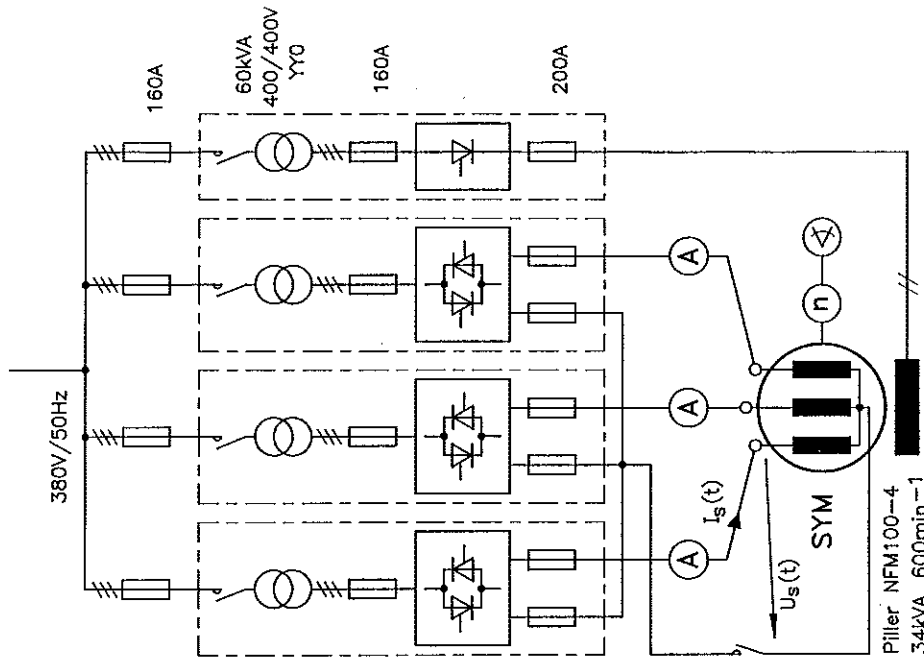 160A
60kVA
400/400V
YY0
160A
200A
380V/50Hz
A
A
A
n
I_s(t)
U_s(t)
SYM
Piller NFM100-4
34kVA 600min-1